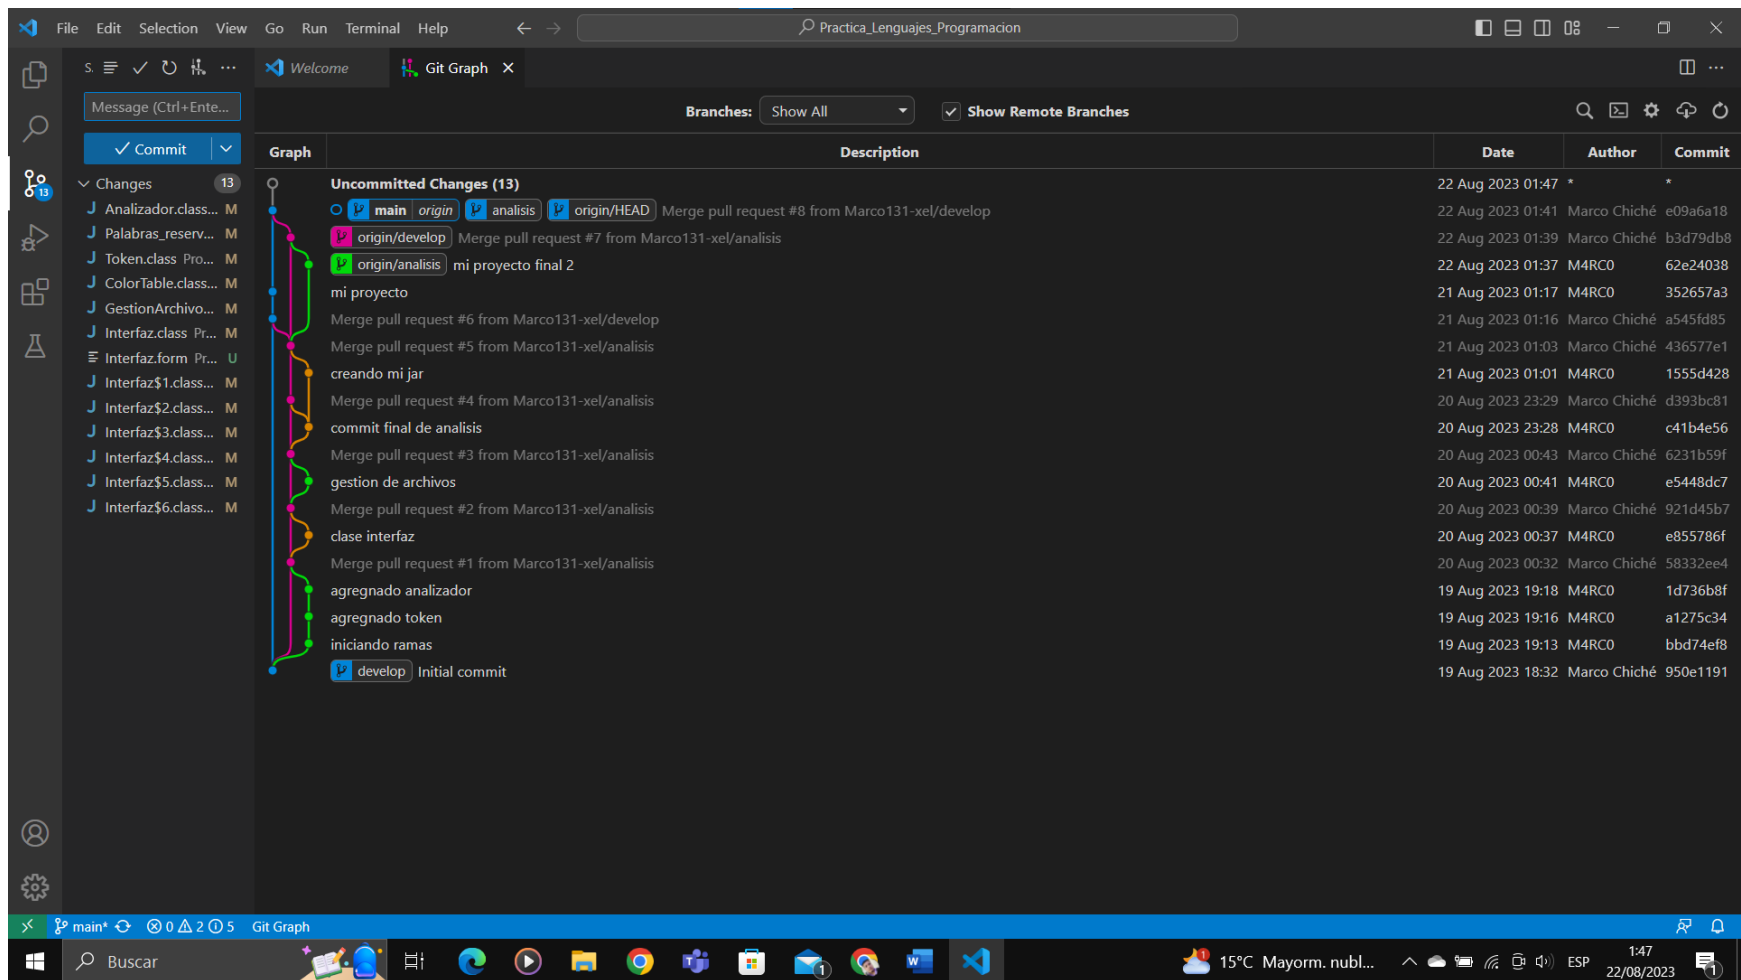 File Edit Selection View Go Run Terminal Help
Practica_Lenguajes_Programacion
S.
Welcome
Git Graph
Message (Ctrl+Ente...
Commit
Changes 13
Analizador.class... M
Palabras_reserv... M
Token.class Pro... M
ColorTable.class... M
GestionArchivo... M
Interfaz.class Pr... M
Interfaz.form Pr... U
Interfaz$1.class... M
Interfaz$2.class... M
Interfaz$3.class... M
Interfaz$4.class... M
Interfaz$5.class... M
Interfaz$6.class... M
13
Branches: Show All Show Remote Branches
Graph Description Date Author Commit
Uncommitted Changes (13) 22 Aug 2023 01:47 * *
main origin analisis origin/HEAD Merge pull request #8 from Marco131-xel/develop 22 Aug 2023 01:41 Marco Chiché e09a6a18
origin/develop Merge pull request #7 from Marco131-xel/analisis 22 Aug 2023 01:39 Marco Chiché b3d79db8
origin/analisis mi proyecto final 2 22 Aug 2023 01:37 M4RC0 62e24038
mi proyecto 21 Aug 2023 01:17 M4RC0 352657a3
Merge pull request #6 from Marco131-xel/develop 21 Aug 2023 01:16 Marco Chiché a545fd85
Merge pull request #5 from Marco131-xel/analisis 21 Aug 2023 01:03 Marco Chiché 436577e1
creando mi jar 21 Aug 2023 01:01 M4RC0 1555d428
Merge pull request #4 from Marco131-xel/analisis 20 Aug 2023 23:29 Marco Chiché d393bc81
commit final de analisis 20 Aug 2023 23:28 M4RC0 c41b4e56
Merge pull request #3 from Marco131-xel/analisis 20 Aug 2023 00:43 Marco Chiché 6231b59f
gestion de archivos 20 Aug 2023 00:41 M4RC0 e5448dc7
Merge pull request #2 from Marco131-xel/analisis 20 Aug 2023 00:39 Marco Chiché 921d45b7
clase interfaz 20 Aug 2023 00:37 M4RC0 e855786f
Merge pull request #1 from Marco131-xel/analisis 20 Aug 2023 00:32 Marco Chiché 58332ee4
agregnado analizador 19 Aug 2023 19:18 M4RC0 1d736b8f
agregnado token 19 Aug 2023 19:16 M4RC0 a1275c34
iniciando ramas 19 Aug 2023 19:13 M4RC0 bbd74ef8
develop Initial commit 19 Aug 2023 18:32 Marco Chiché 950e1191
main* 0 2 5 Git Graph
Buscar
1
1
15°C Mayorm. nubl...
ESP
1:47
22/08/2023
1